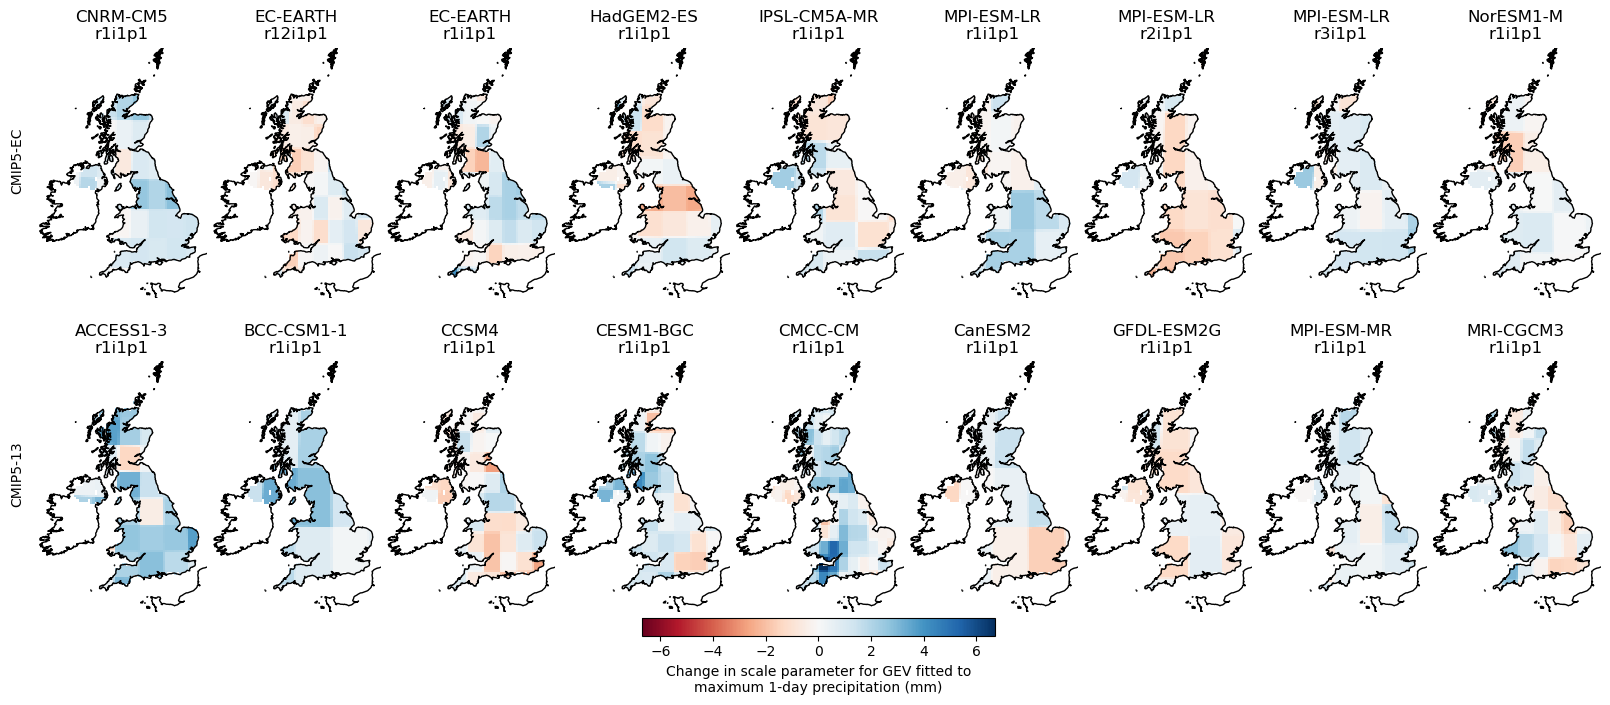 CNRM-CM5 EC-EARTH EC-EARTH HadGEM2-ES IPSL-CM5A-MR MPI-ESM-LR MPI-ESM-LR MPI-ESM-LR NorESM1-M
r1i1p1 r12i1p1 r1i1p1 r1i1p1 r1i1p1 r1i1p1 r2i1p1 r3i1p1 r1i1p1
CMIP5-EC
ACCESS1-3 BCC-CSM1-1 CCSM4 CESM1-BGC CMCC-CM CanESM2 GFDL-ESM2G MPI-ESM-MR MRI-CGCM3
r1i1p1 r1i1p1 r1i1p1 r1i1p1 r1i1p1 r1i1p1 r1i1p1 r1i1p1 r1i1p1
CMIP5-13
−6 −4 −2 0 2 4 6
Change in scale parameter for GEV fitted to
maximum 1-day precipitation (mm)